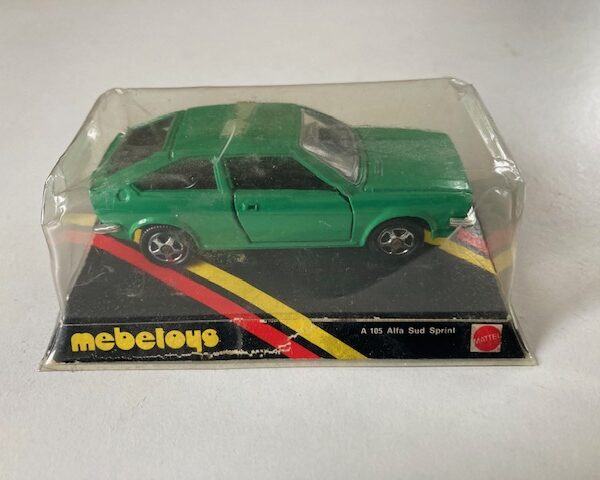 mebetoys
A 105 Alfa Sud Sprint
MATTEL